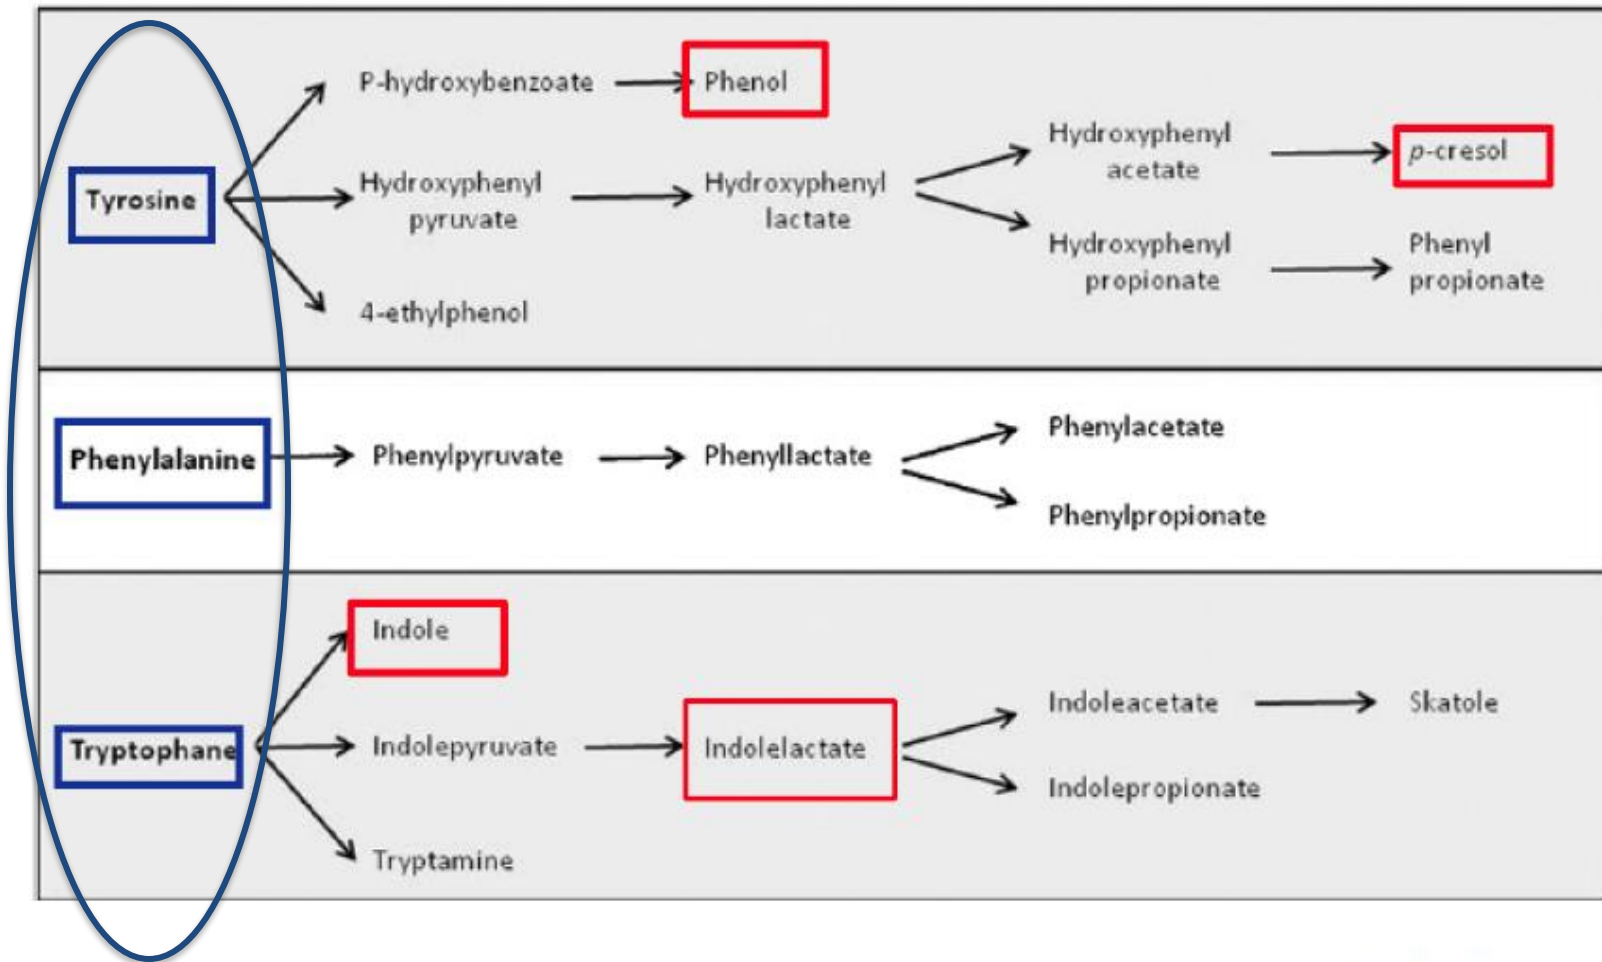 P-hydroxybenzoate
Phenol
Hydroxyphenyl
acetate
p-cresol
Tyrosine
Hydroxyphenyl
pyruvate
Hydroxyphenyl
lactate
Hydroxyphenyl
propionate
Phenyl
propionate
4-ethylphenol
Phenylalanine
Phenylpyruvate
Phenyllactate
Phenylacetate
Phenylpropionate
Indole
Tryptophane
Indolepyruvate
Indolelactate
Indoleacetate
Skatole
Indolepropionate
Tryptamine